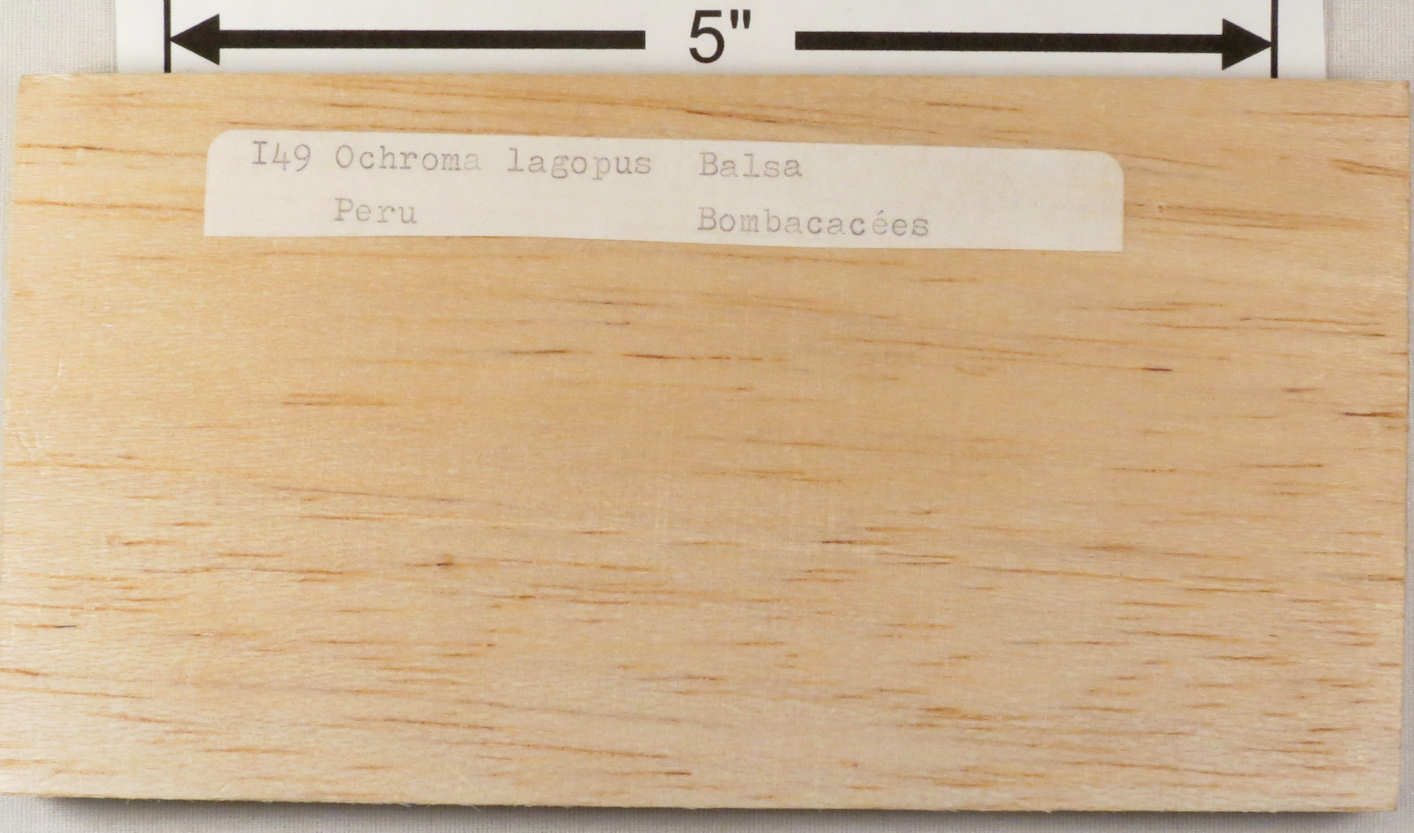 5"
I49 Ochroma lagopus Balsa
Peru Bombacacées